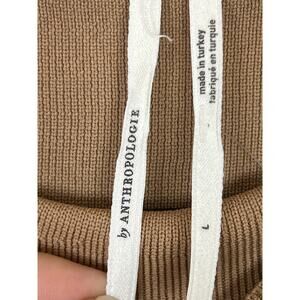 by ANTHROPOLOGIE
made in turkey
fabriqué en turquie
L